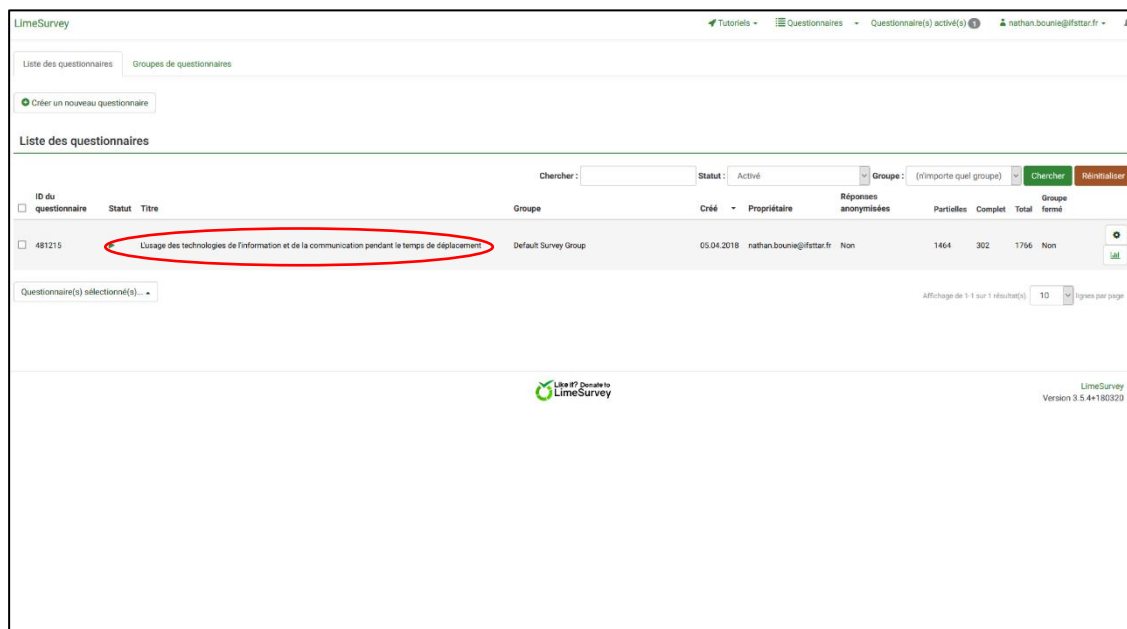 LimeSurvey
Tutoriels
Questionnaires
Questionnaire(s) activé(s) 1
nathan.bounie@ifsttar.fr
Liste des questionnaires
Groupes de questionnaires
Créer un nouveau questionnaire
Liste des questionnaires
Chercher :
Statut :
Activé
Groupe :
(n'importe quel groupe)
Chercher
Réinitialiser
ID du questionnaire
Statut
Titre
Groupe
Créé
Propriétaire
Réponses anonymisées
Partielles
Complet
Total
Groupe fermé
481215
L'usage des technologies de l'information et de la communication pendant le temps de déplacement
Default Survey Group
05.04.2018
nathan.bounie@ifsttar.fr
Non
1464
302
1766
Non
Questionnaire(s) sélectionné(s)...
Affichage de 1-1 sur 1 résultat(s).
10
lignes par page
Like it? Donate to
LimeSurvey
LimeSurvey
Version 3.5.4+180320